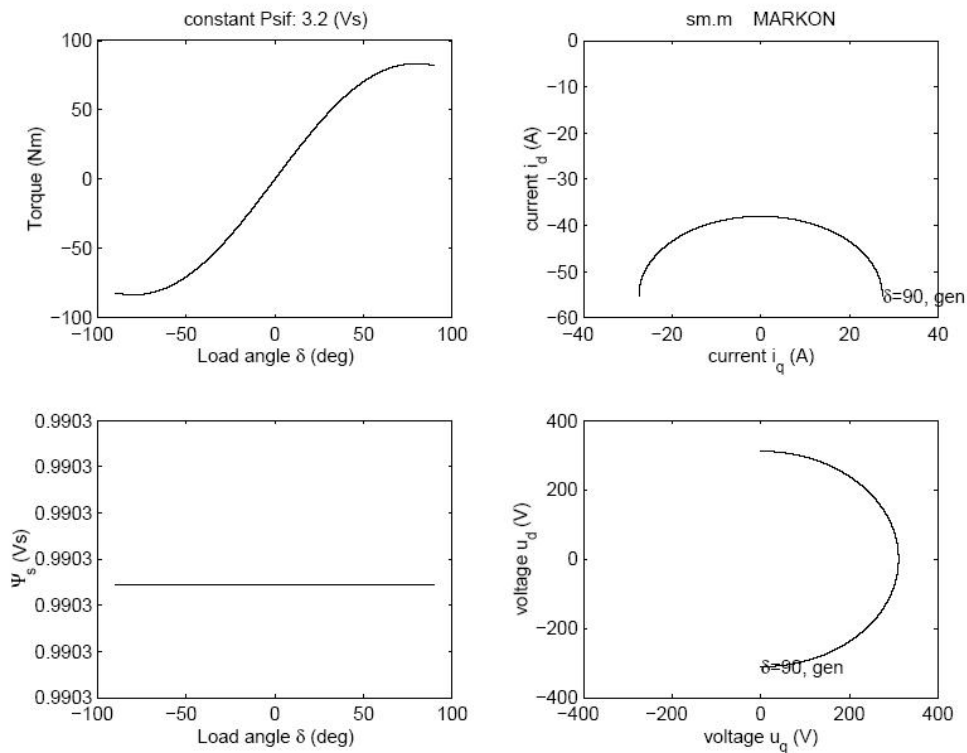 constant Psif: 3.2 (Vs)
100
50
0
−50
−100
Torque (Nm)
−100 −50 0 50 100
Load angle δ (deg)
sm.m MARKON
0
−10
−20
−30
−40
−50
−60
current i_d (A)
δ=90, gen
−40 −20 0 20 40
current i_q (A)
0.9903
0.9903
0.9903
0.9903
0.9903
0.9903
0.9903
Ψ_s (Vs)
−100 −50 0 50 100
Load angle δ (deg)
400
200
0
−200
−400
voltage u_d (V)
δ=90, gen
−400 −200 0 200 400
voltage u_q (V)